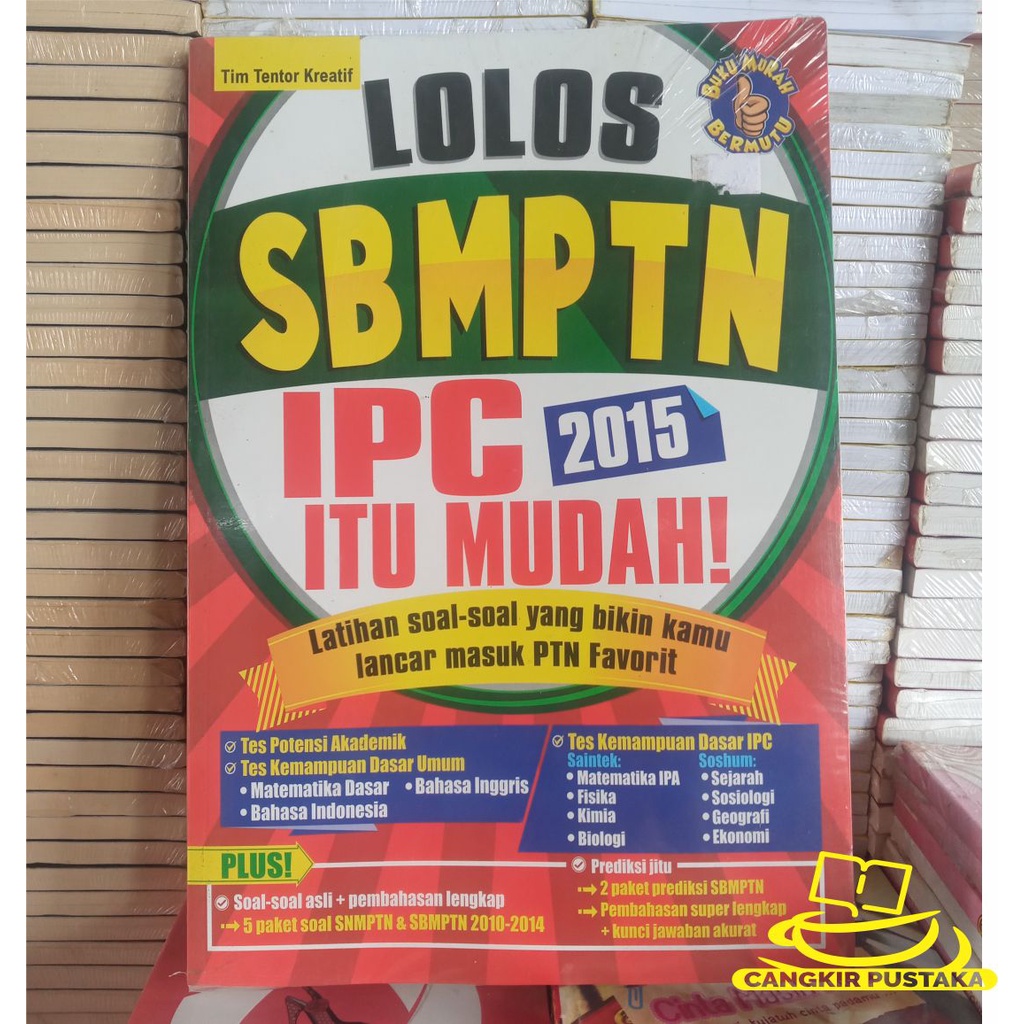 Tim Tentor Kreatif
BUKU MURAH
BERMUTU
LOLOS
SBMPTN
IPC
2015
ITU MUDAH!
Latihan soal-soal yang bikin kamu
lancar masuk PTN Favorit
Tes Potensi Akademik
Tes Kemampuan Dasar Umum
• Matematika Dasar • Bahasa Inggris
• Bahasa Indonesia
Tes Kemampuan Dasar IPC
Saintek:
• Matematika IPA
• Fisika
• Kimia
• Biologi
Soshum:
• Sejarah
• Sosiologi
• Geografi
• Ekonomi
PLUS!
Soal-soal asli + pembahasan lengkap
5 paket soal SNMPTN & SBMPTN 2010-2014
Prediksi jitu
2 paket prediksi SBMPTN
Pembahasan super lengkap
+ kunci jawaban akurat
CANGKIR PUSTAKA
Cinta